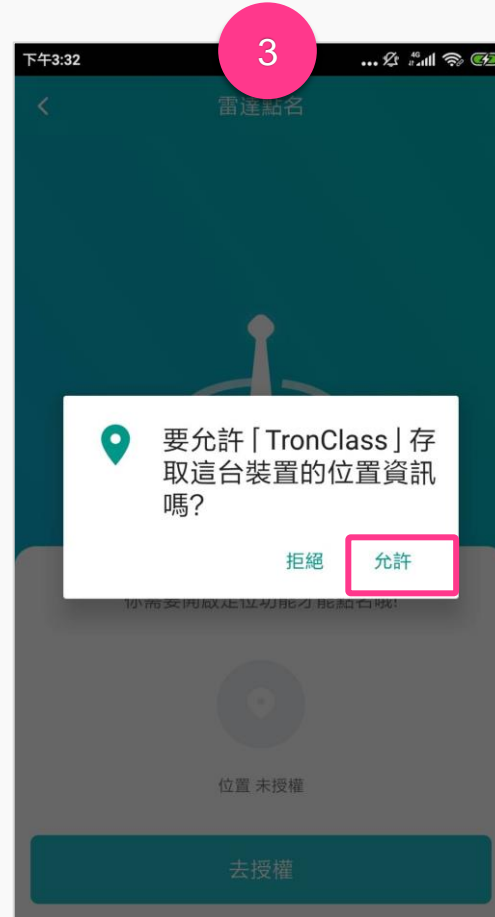 3
下午3:32
... 4G
雷達點名
要允許「TronClass」存
取這台裝置的位置資訊
嗎?
拒絕 允許
你需要開啟定位功能才能點名哦!
位置 未授權
去授權